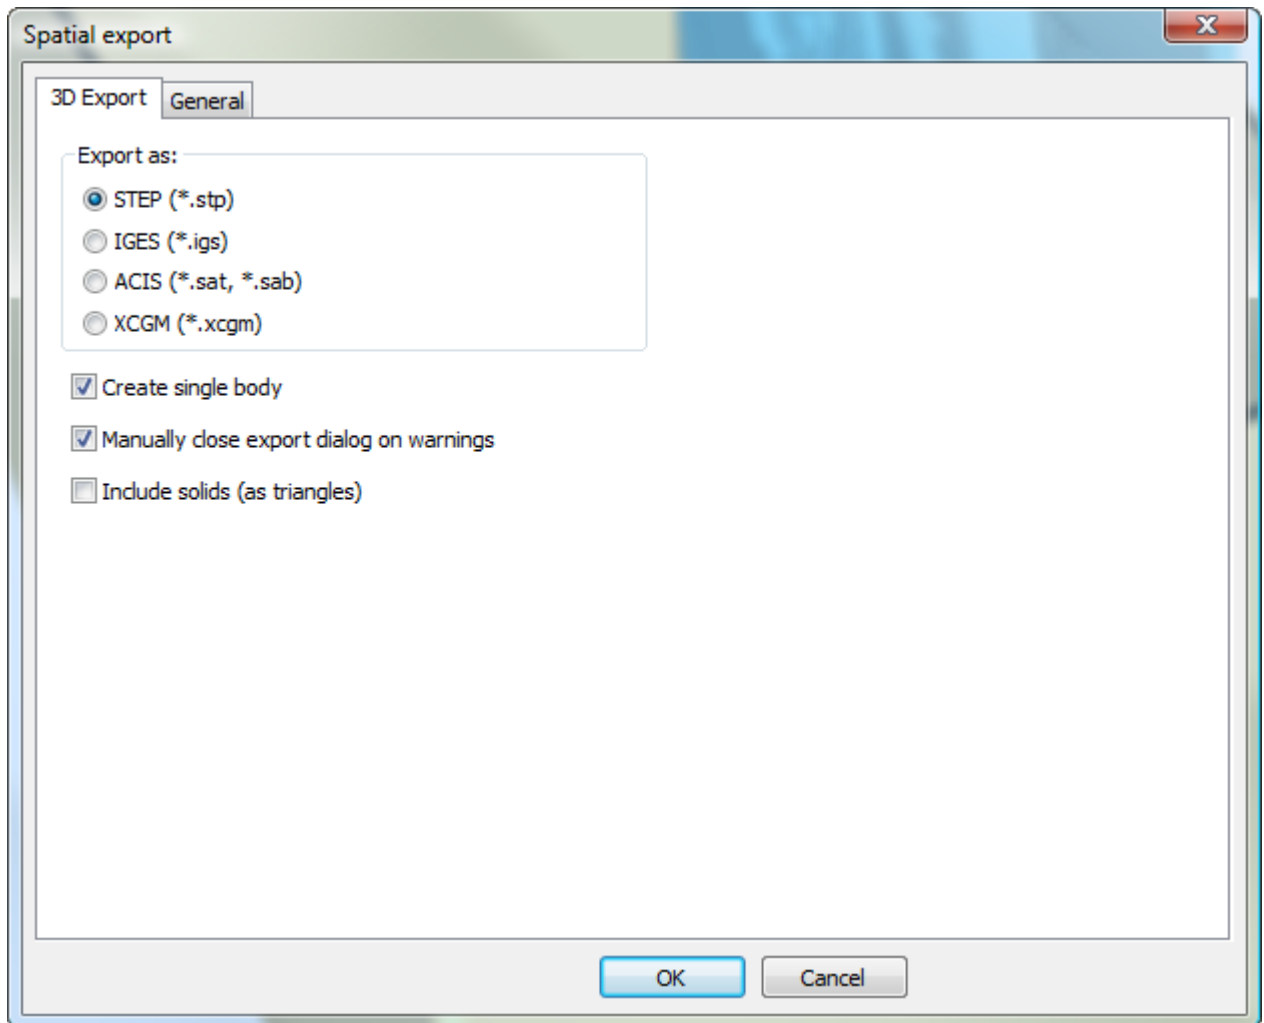 Spatial export
3D Export
General
Export as:
STEP (*.stp)
IGES (*.igs)
ACIS (*.sat, *.sab)
XCGM (*.xcgm)
Create single body
Manually close export dialog on warnings
Include solids (as triangles)
OK
Cancel